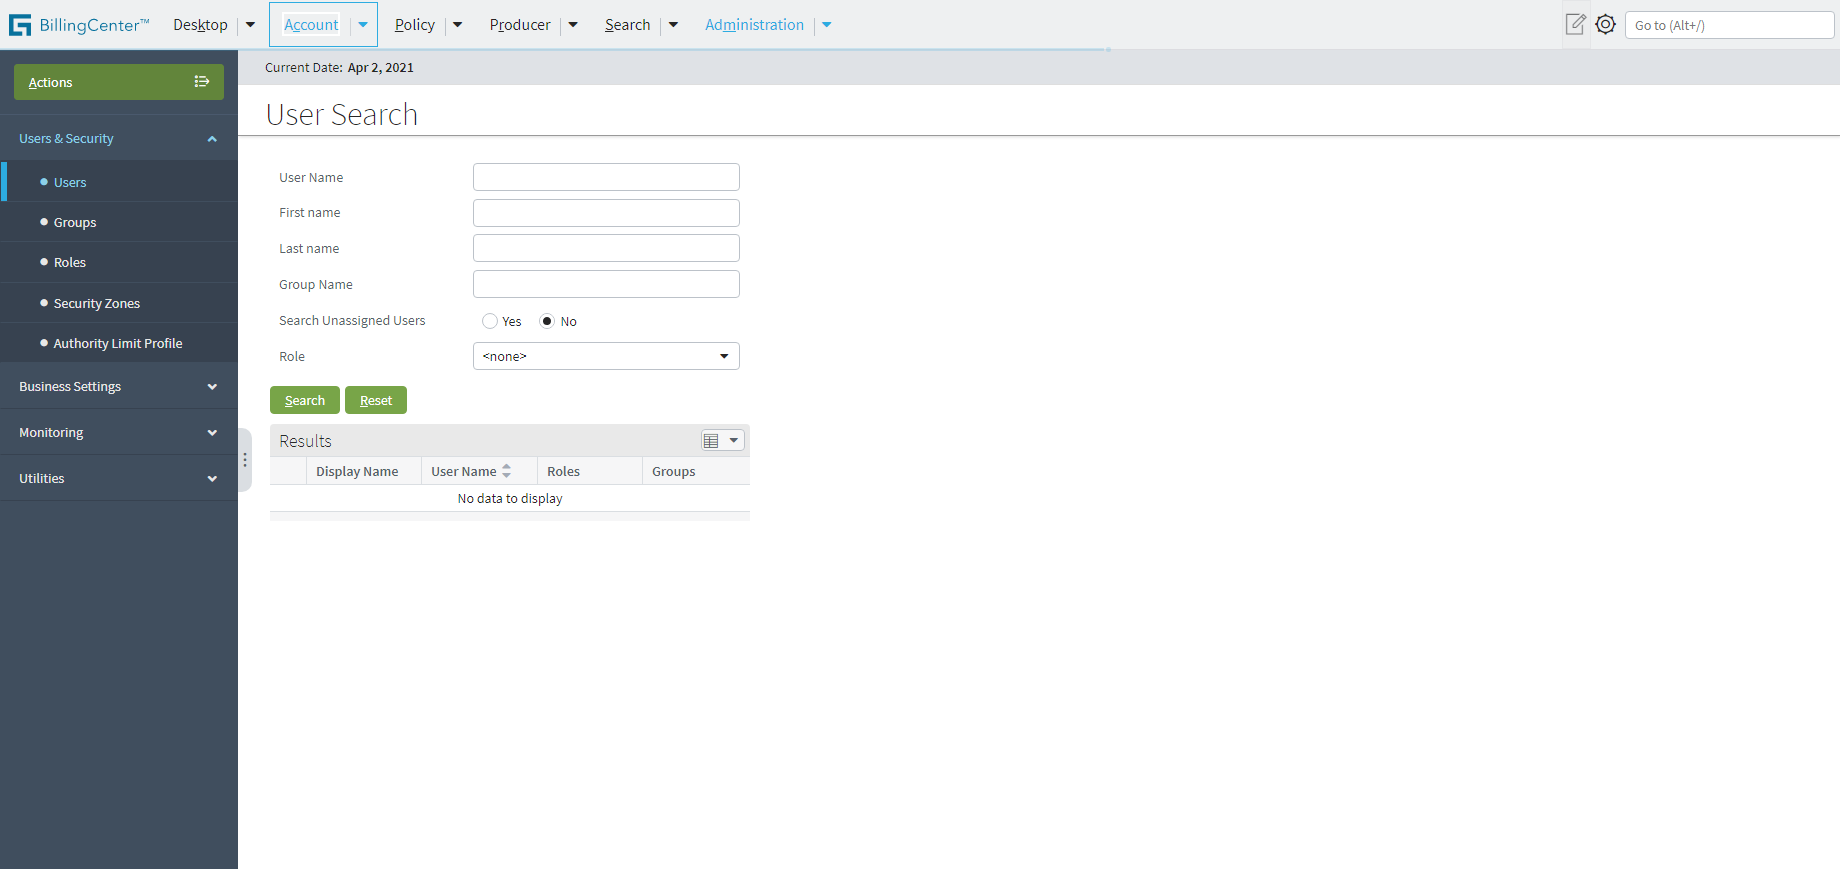 BillingCenter™ Desktop Account Policy Producer Search Administration Go to (Alt+/)
Current Date: Apr 2, 2021
Actions
Users & Security
Users
Groups
Roles
Security Zones
Authority Limit Profile
Business Settings
Monitoring
Utilities
User Search
User Name
First name
Last name
Group Name
Search Unassigned Users Yes No
Role <none>
Search Reset
Results
Display Name User Name Roles Groups
No data to display